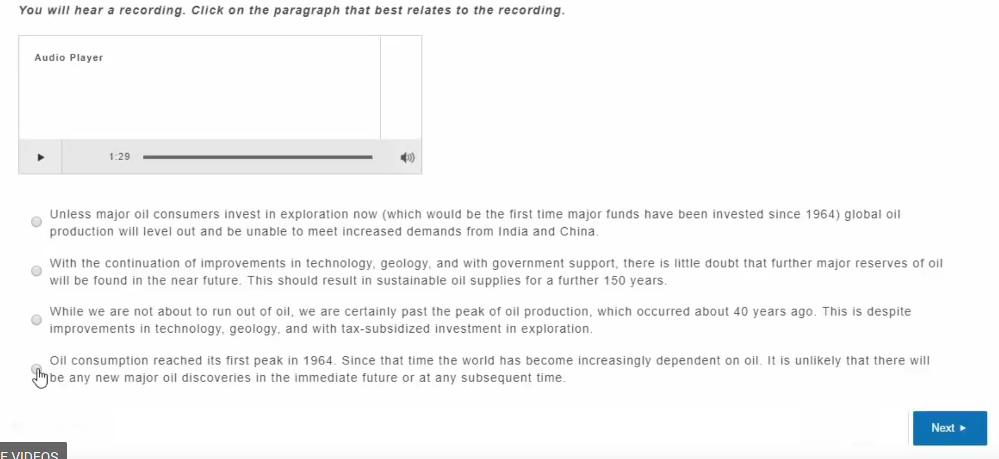 You will hear a recording. Click on the paragraph that best relates to the recording.
Audio Player
1:29
Unless major oil consumers invest in exploration now (which would be the first time major funds have been invested since 1964) global oil
production will level out and be unable to meet increased demands from India and China.
With the continuation of improvements in technology, geology, and with government support, there is little doubt that further major reserves of oil
will be found in the near future. This should result in sustainable oil supplies for a further 150 years.
While we are not about to run out of oil, we are certainly past the peak of oil production, which occurred about 40 years ago. This is despite
improvements in technology, geology, and with tax-subsidized investment in exploration.
Oil consumption reached its first peak in 1964. Since that time the world has become increasingly dependent on oil. It is unlikely that there will
be any new major oil discoveries in the immediate future or at any subsequent time.
Next
E VIDEOS